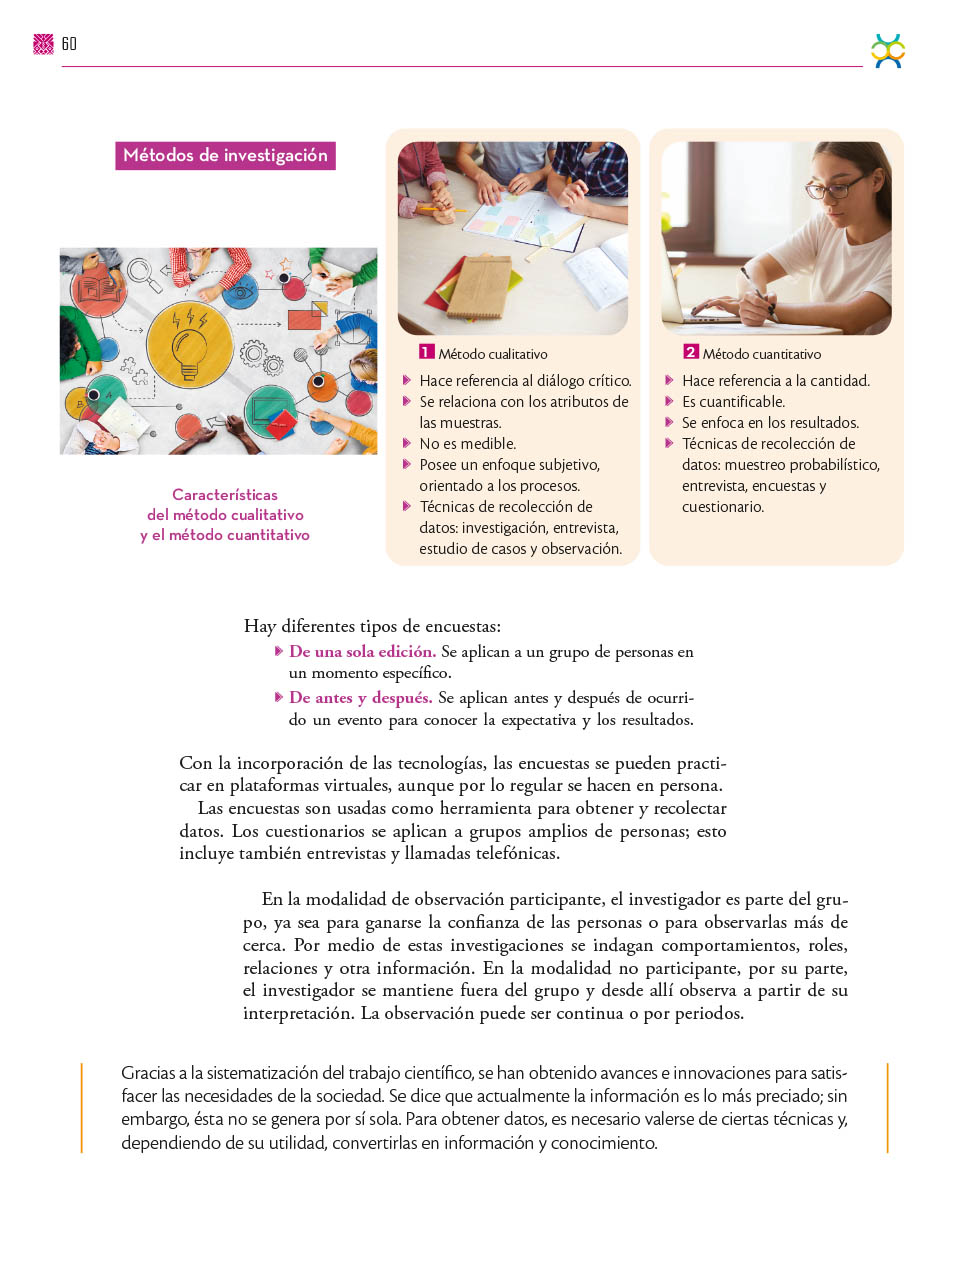 60
Métodos de investigación
Características
del método cualitativo
y el método cuantitativo
1 Método cualitativo
Hace referencia al diálogo crítico.
Se relaciona con los atributos de
las muestras.
No es medible.
Posee un enfoque subjetivo,
orientado a los procesos.
Técnicas de recolección de
datos: investigación, entrevista,
estudio de casos y observación.
2 Método cuantitativo
Hace referencia a la cantidad.
Es cuantificable.
Se enfoca en los resultados.
Técnicas de recolección de
datos: muestreo probabilístico,
entrevista, encuestas y
cuestionario.
Hay diferentes tipos de encuestas:
De una sola edición. Se aplican a un grupo de personas en
un momento específico.
De antes y después. Se aplican antes y después de ocurri-
do un evento para conocer la expectativa y los resultados.
Con la incorporación de las tecnologías, las encuestas se pueden practi-
car en plataformas virtuales, aunque por lo regular se hacen en persona.
Las encuestas son usadas como herramienta para obtener y recolectar
datos. Los cuestionarios se aplican a grupos amplios de personas; esto
incluye también entrevistas y llamadas telefónicas.
En la modalidad de observación participante, el investigador es parte del gru-
po, ya sea para ganarse la confianza de las personas o para observarlas más de
cerca. Por medio de estas investigaciones se indagan comportamientos, roles,
relaciones y otra información. En la modalidad no participante, por su parte,
el investigador se mantiene fuera del grupo y desde allí observa a partir de su
interpretación. La observación puede ser continua o por periodos.
Gracias a la sistematización del trabajo científico, se han obtenido avances e innovaciones para satis-
facer las necesidades de la sociedad. Se dice que actualmente la información es lo más preciado; sin
embargo, ésta no se genera por sí sola. Para obtener datos, es necesario valerse de ciertas técnicas y,
dependiendo de su utilidad, convertirlas en información y conocimiento.